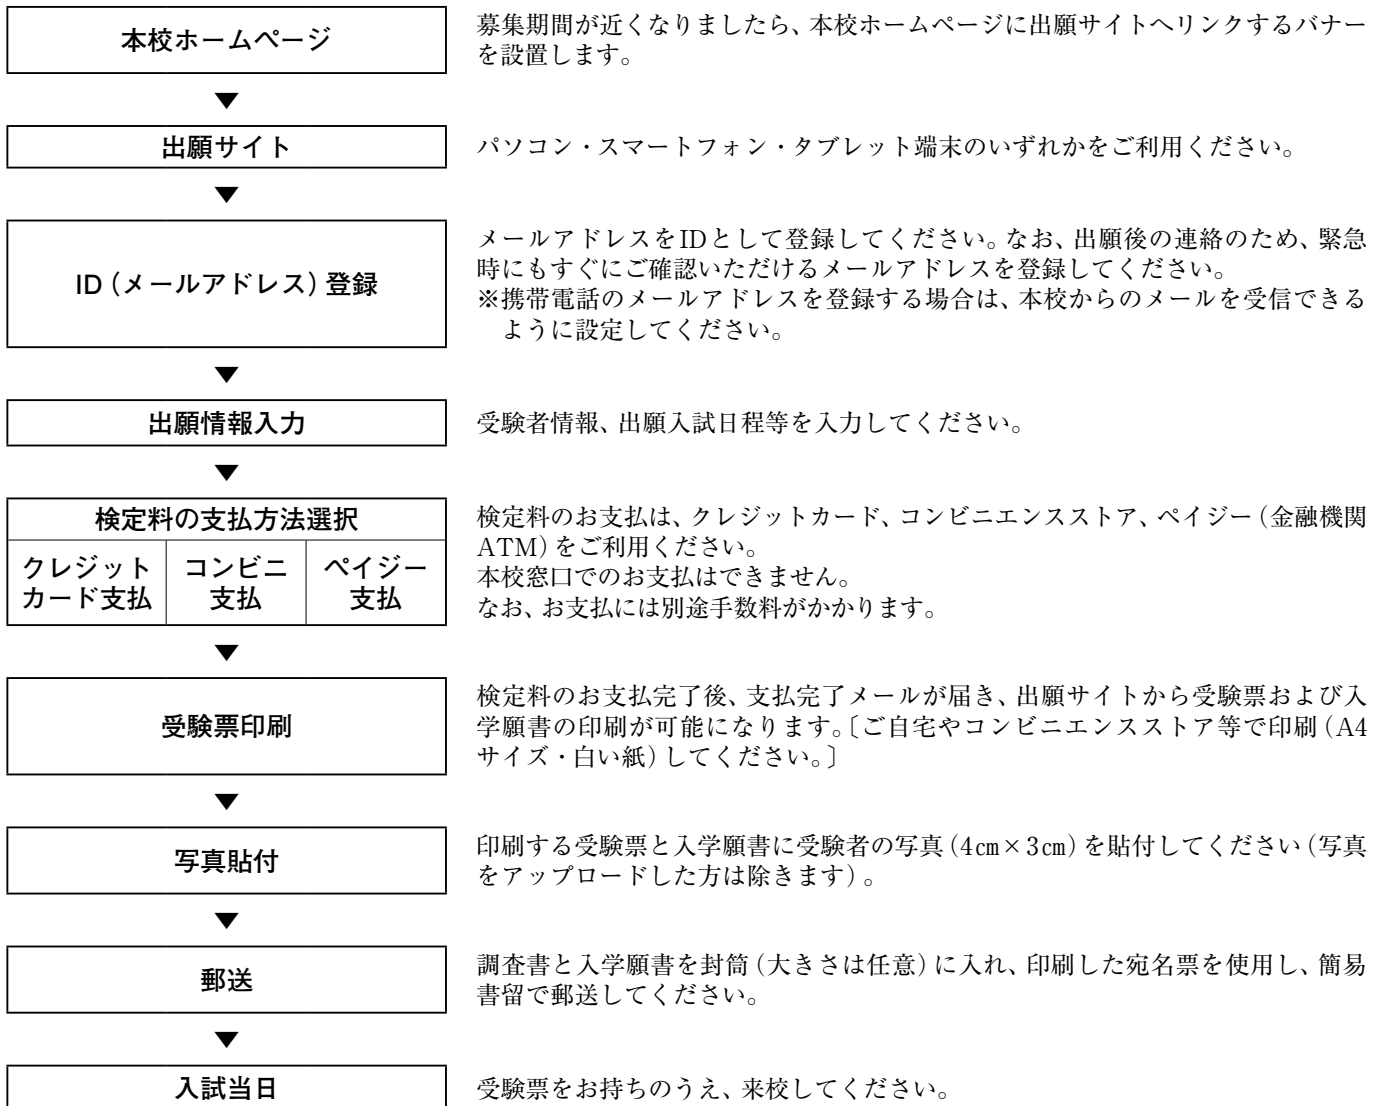 本校ホームページ
募集期間が近くなりましたら、本校ホームページに出願サイトへリンクするバナー
を設置します。
▼
出願サイト
パソコン・スマートフォン・タブレット端末のいずれかをご利用ください。
▼
ID（メールアドレス）登録
メールアドレスをIDとして登録してください。なお、出願後の連絡のため、緊急
時にもすぐにご確認いただけるメールアドレスを登録してください。
※携帯電話のメールアドレスを登録する場合は、本校からのメールを受信できる
ように設定してください。
▼
出願情報入力
受験者情報、出願入試日程等を入力してください。
▼
検定料の支払方法選択
クレジット
カード支払
コンビニ
支払
ペイジー
支払
検定料のお支払は、クレジットカード、コンビニエンスストア、ペイジー（金融機関
ATM）をご利用ください。
本校窓口でのお支払はできません。
なお、お支払には別途手数料がかかります。
▼
受験票印刷
検定料のお支払完了後、支払完了メールが届き、出願サイトから受験票および入
学願書の印刷が可能になります。〔ご自宅やコンビニエンスストア等で印刷（A4
サイズ・白い紙）してください。〕
▼
写真貼付
印刷する受験票と入学願書に受験者の写真（4㎝×3㎝）を貼付してください（写真
をアップロードした方は除きます）。
▼
郵送
調査書と入学願書を封筒（大きさは任意）に入れ、印刷した宛名票を使用し、簡易
書留で郵送してください。
▼
入試当日
受験票をお持ちのうえ、来校してください。